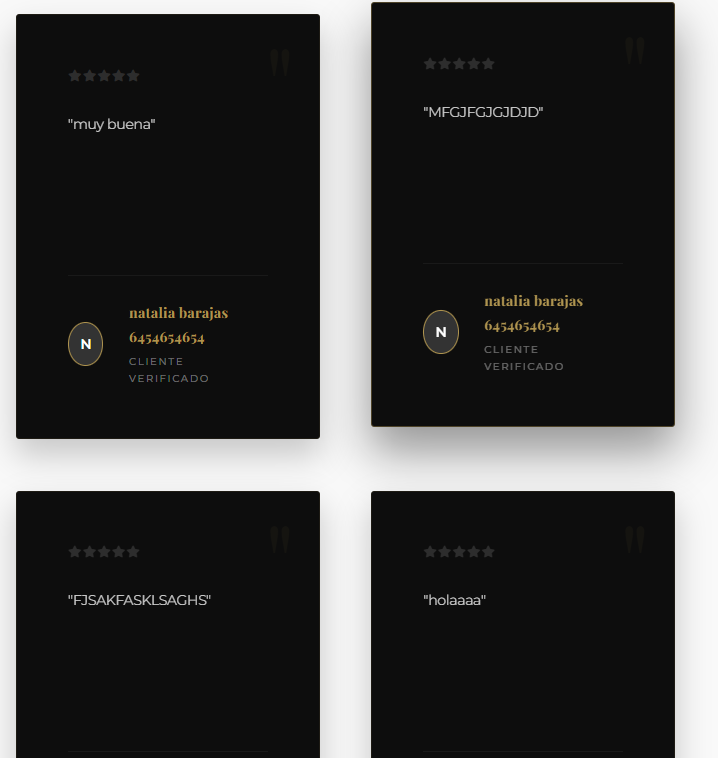 "muy buena"
natalia barajas
6454654654
CLIENTE
VERIFICADO
N
"MFGJFGJGJDJD"
natalia barajas
6454654654
CLIENTE
VERIFICADO
N
"FJSAKFASKLSAGHS"
"holaaaa"